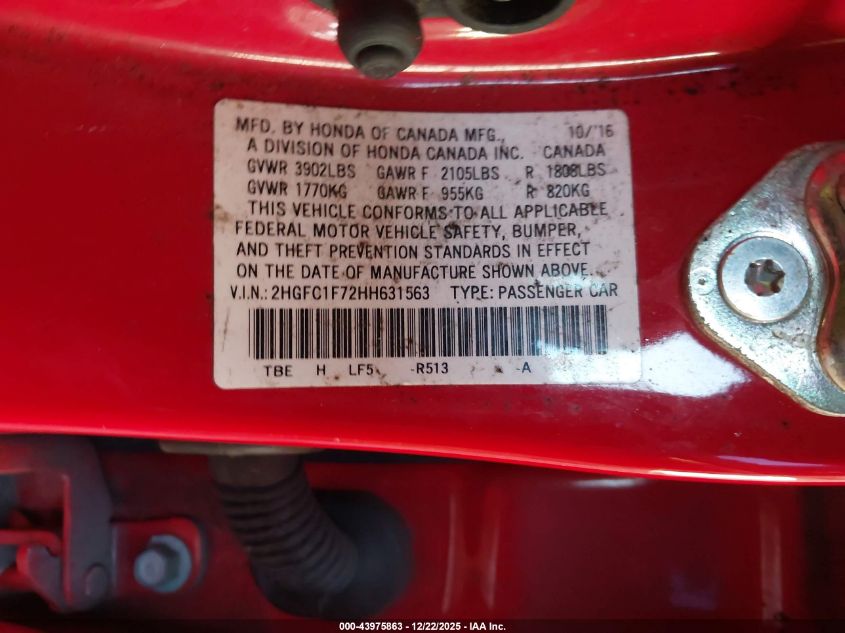 MFD. BY HONDA OF CANADA MFG., 10/'16
A DIVISION OF HONDA CANADA INC. CANADA
GVWR 3902LBS GAWR F 2105LBS R 1808LBS
GVWR 1770KG GAWR F 955KG R 820KG
THIS VEHICLE CONFORMS TO ALL APPLICABLE
FEDERAL MOTOR VEHICLE SAFETY, BUMPER,
AND THEFT PREVENTION STANDARDS IN EFFECT
ON THE DATE OF MANUFACTURE SHOWN ABOVE.
V.I.N.: 2HGFC1F72HH631563 TYPE: PASSENGER CAR
TBE H LF5 -R513 -A
000-43975863 - 12/22/2025 - IAA Inc.